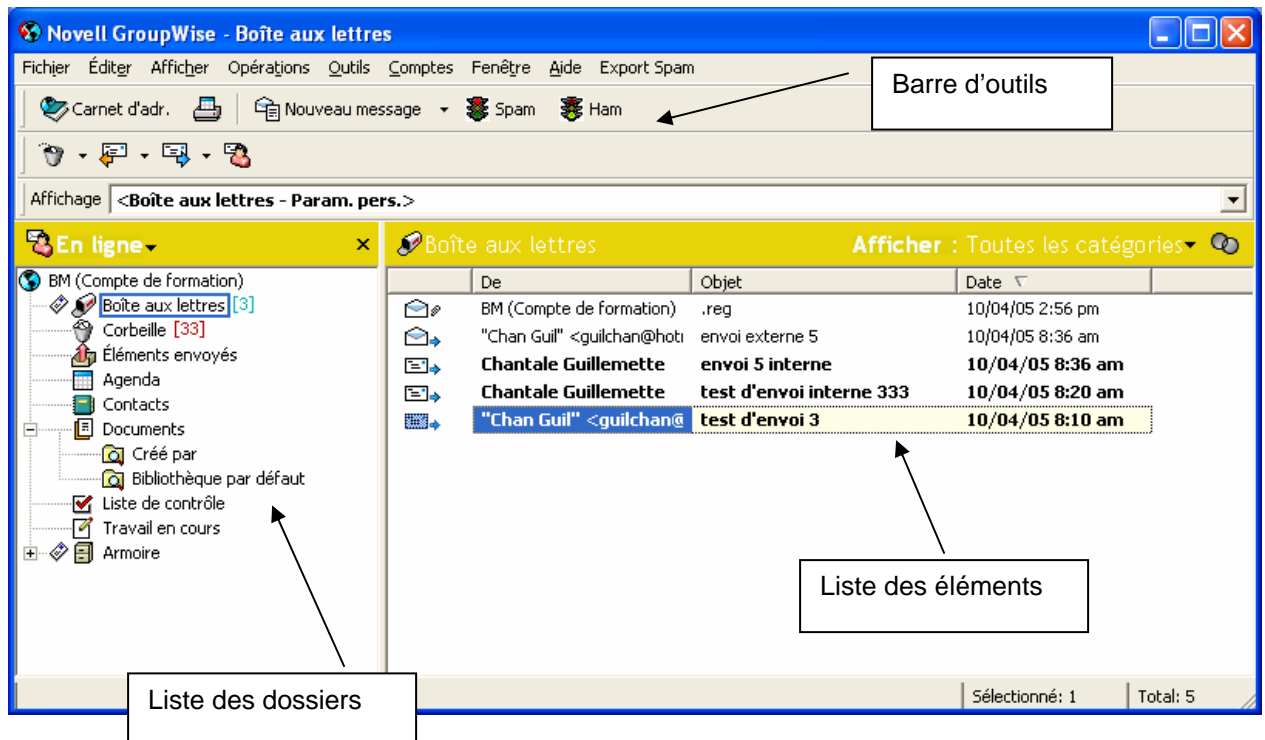 Novell GroupWise - Boîte aux lettres
Fichier Éditer Afficher Opérations Outils Comptes Fenêtre Aide Export Spam
Barre d'outils
Carnet d'adr. Nouveau message Spam Ham
Affichage <Boîte aux lettres - Param. pers.>
En ligne
Boîte aux lettres Afficher : Toutes les catégories
BM (Compte de formation)
Boîte aux lettres [3]
Corbeille [33]
Éléments envoyés
Agenda
Contacts
Documents
Créé par
Bibliothèque par défaut
Liste de contrôle
Travail en cours
Armoire
De Objet Date
BM (Compte de formation) .reg 10/04/05 2:56 pm
"Chan Guil" <guilchan@hotı envoi externe 5 10/04/05 8:36 am
Chantale Guillemette envoi 5 interne 10/04/05 8:36 am
Chantale Guillemette test d'envoi interne 333 10/04/05 8:20 am
"Chan Guil" <guilchan@ test d'envoi 3 10/04/05 8:10 am
Liste des éléments
Liste des dossiers
Sélectionné: 1 Total: 5